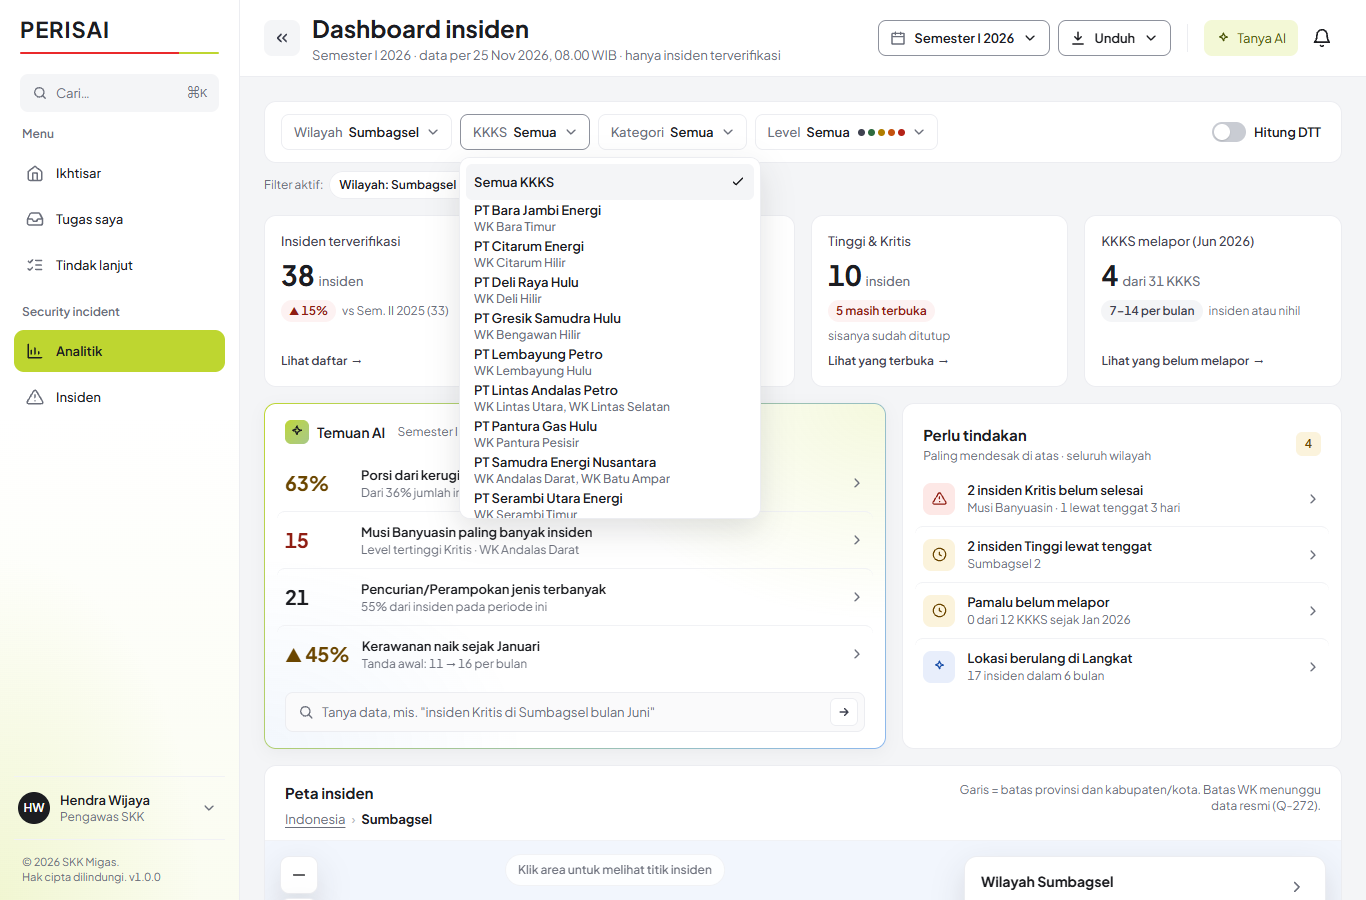 PERISAI
Cari...
⌘K
Menu
Ikhtisar
Tugas saya
Tindak lanjut
Security incident
Analitik
Insiden
HW
Hendra Wijaya
Pengawas SKK
© 2026 SKK Migas.
Hak cipta dilindungi. v1.0.0
Dashboard insiden
Semester I 2026 · data per 25 Nov 2026, 08.00 WIB · hanya insiden terverifikasi
Semester I 2026
Unduh
Tanya AI
Wilayah Sumbagsel
KKKS Semua
Kategori Semua
Level Semua
Hitung DTT
Filter aktif:
Wilayah: Sumbagsel
Semua KKKS
PT Bara Jambi Energi
WK Bara Timur
PT Citarum Energi
WK Citarum Hilir
PT Deli Raya Hulu
WK Deli Hilir
PT Gresik Samudra Hulu
WK Bengawan Hilir
PT Lembayung Petro
WK Lembayung Hulu
PT Lintas Andalas Petro
WK Lintas Utara, WK Lintas Selatan
PT Pantura Gas Hulu
WK Pantura Pesisir
PT Samudra Energi Nusantara
WK Andalas Darat, WK Batu Ampar
PT Serambi Utara Energi
WK Serambi Timur
Insiden terverifikasi
38 insiden
▲ 15% vs Sem. II 2025 (33)
Lihat daftar →
Tinggi & Kritis
10 insiden
5 masih terbuka
sisanya sudah ditutup
Lihat yang terbuka →
KKKS melapor (Jun 2026)
4 dari 31 KKKS
7–14 per bulan insiden atau nihil
Lihat yang belum melapor →
Temuan AI
Semester I
63%
Porsi dari kerugi
Dari 36% jumlah in
15
Musi Banyuasin paling banyak insiden
Level tertinggi Kritis · WK Andalas Darat
21
Pencurian/Perampokan jenis terbanyak
55% dari insiden pada periode ini
▲ 45%
Kerawanan naik sejak Januari
Tanda awal: 11 → 16 per bulan
Tanya data, mis. "insiden Kritis di Sumbagsel bulan Juni"
Perlu tindakan
4
Paling mendesak di atas · seluruh wilayah
2 insiden Kritis belum selesai
Musi Banyuasin · 1 lewat tenggat 3 hari
2 insiden Tinggi lewat tenggat
Sumbagsel 2
Pamalu belum melapor
0 dari 12 KKKS sejak Jan 2026
Lokasi berulang di Langkat
17 insiden dalam 6 bulan
Peta insiden
Indonesia › Sumbagsel
Garis = batas provinsi dan kabupaten/kota. Batas WK menunggu
data resmi (Q-272).
Klik area untuk melihat titik insiden
Wilayah Sumbagsel